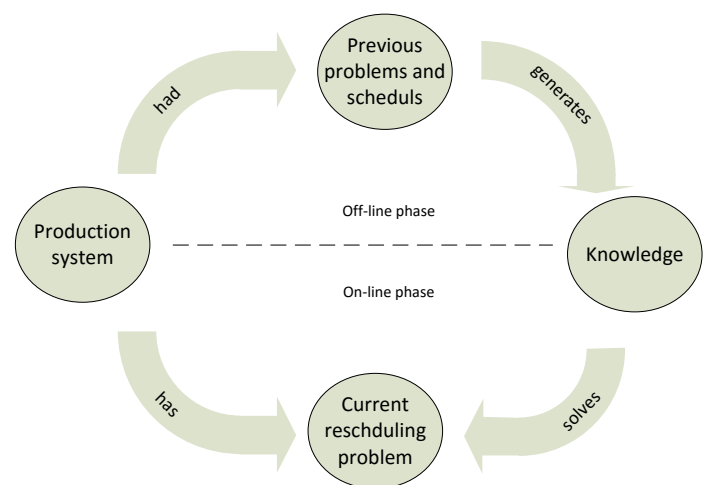 Previous
problems and
scheduls
had
generates
Off-line phase
Production
system
Knowledge
On-line phase
has
solves
Current
reschduling
problem